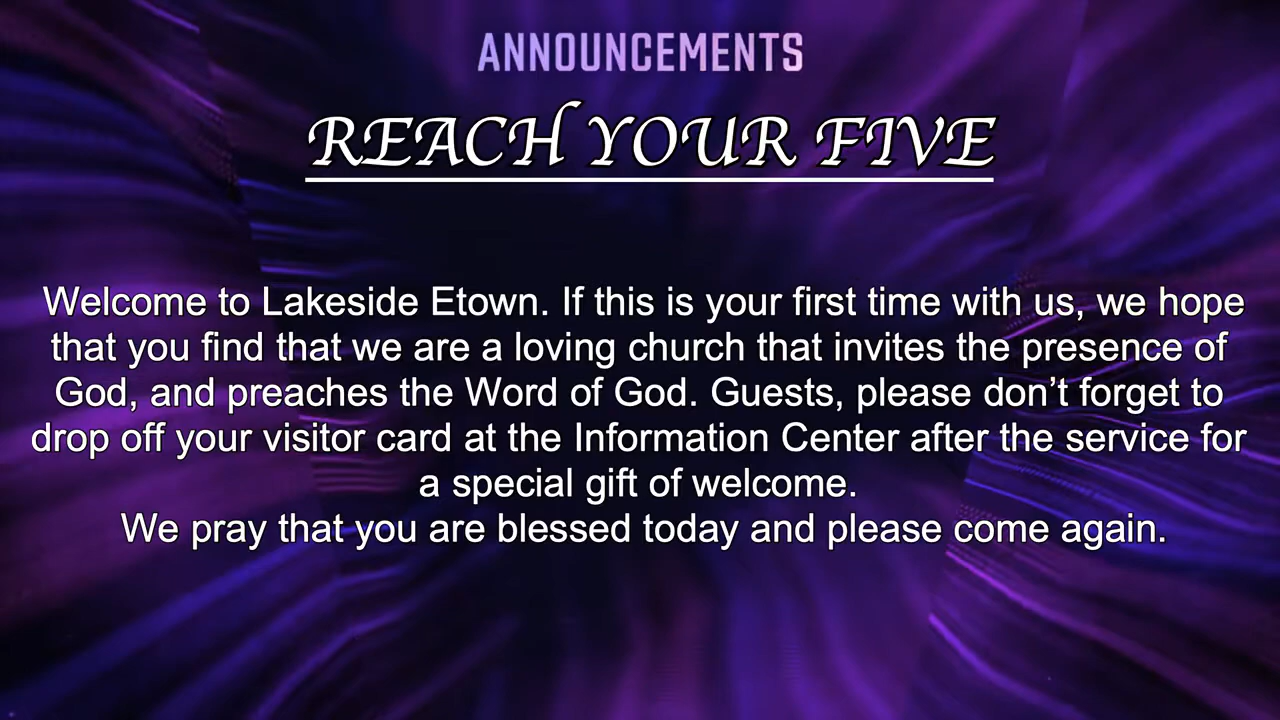 ANNOUNCEMENTS
REACH YOUR FIVE
Welcome to Lakeside Etown. If this is your first time with us, we hope
that you find that we are a loving church that invites the presence of
God, and preaches the Word of God. Guests, please don’t forget to
drop off your visitor card at the Information Center after the service for
a special gift of welcome.
We pray that you are blessed today and please come again.